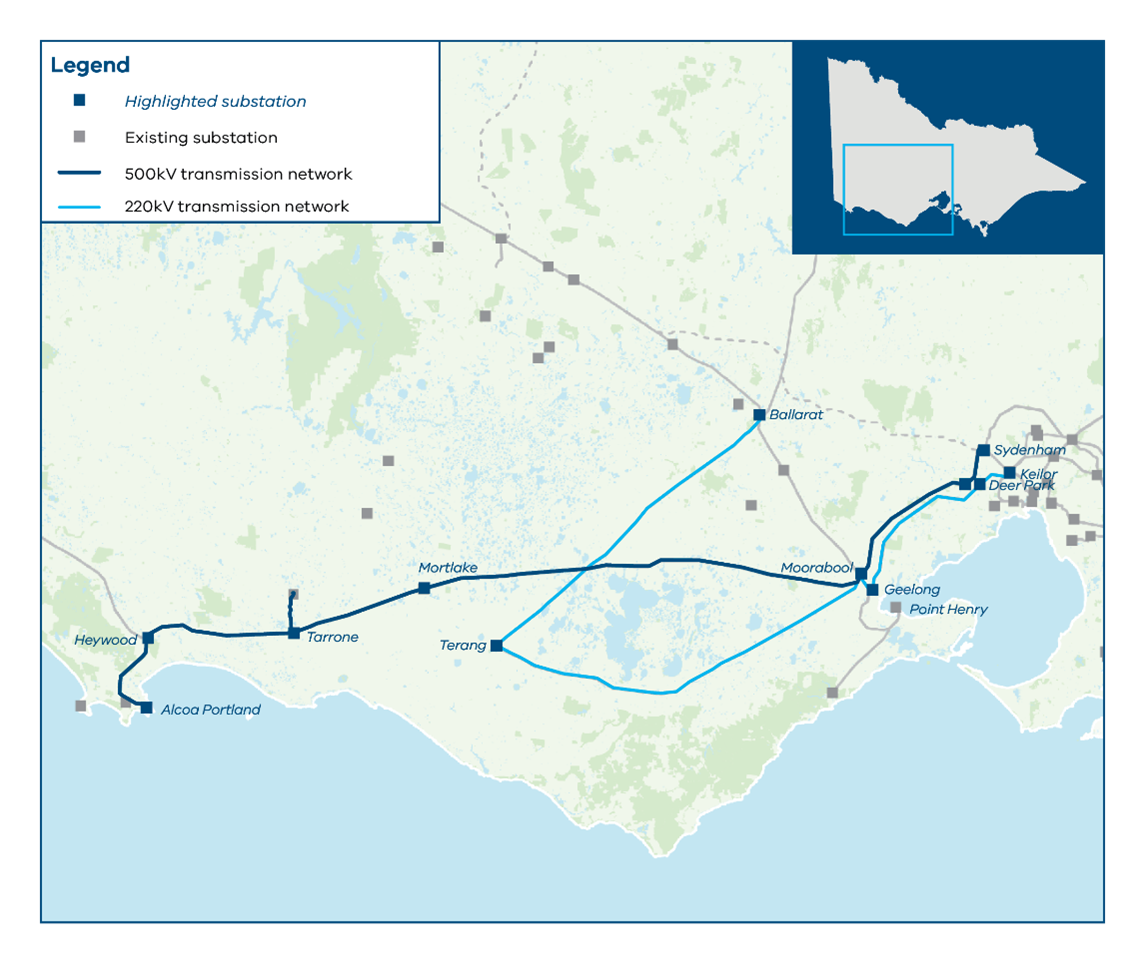 Legend
Highlighted substation
Existing substation
500kV transmission network
220kV transmission network
Ballarat
Sydenham
Keilor
Deer Park
Mortlake
Moorabool
Geelong
Point Henry
Heywood
Tarrone
Terang
Alcoa Portland